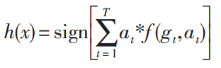 h(x)=sign[∑_{t=1}^{T} a_t*f(g_t,a_t)]